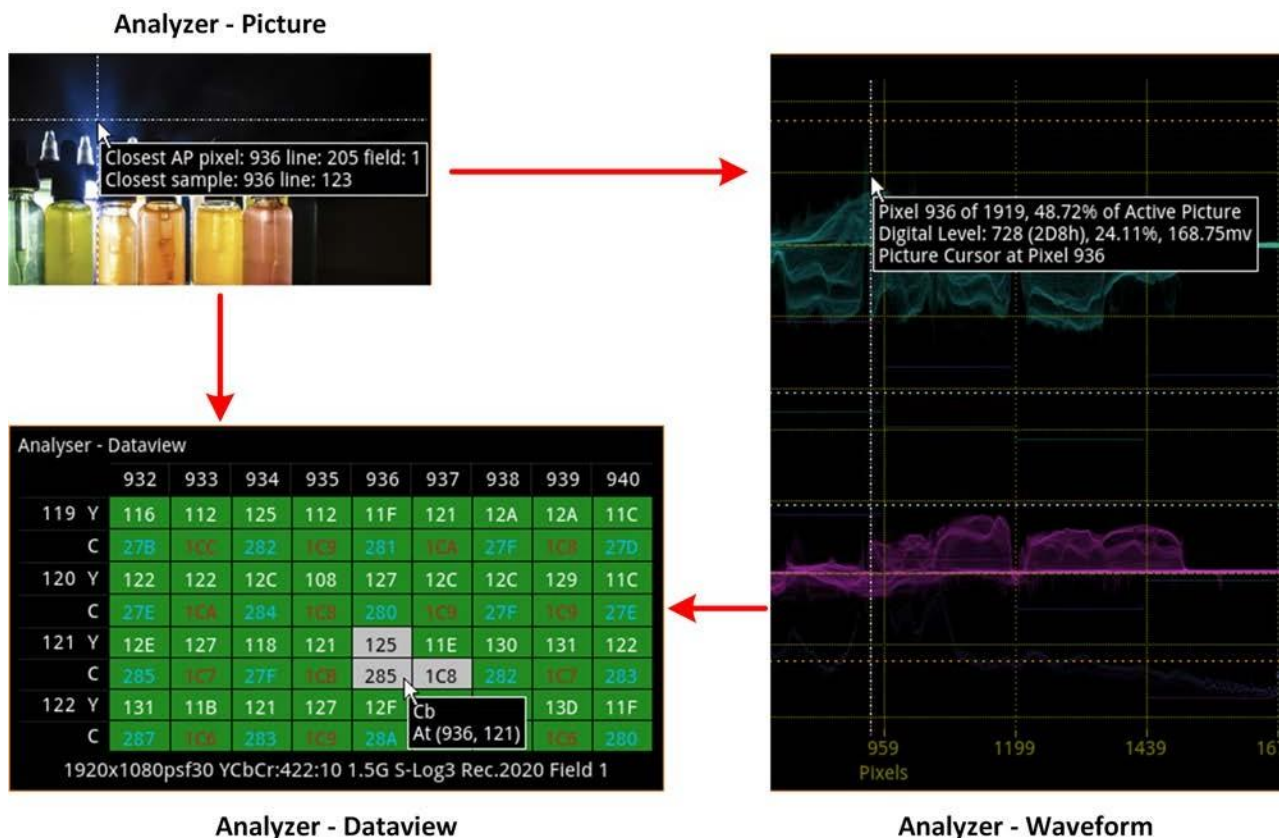 Analyzer - Picture
Closest AP pixel: 936 line: 205 field: 1
Closest sample: 936 line: 123
Pixel 936 of 1919, 48.72% of Active Picture
Digital Level: 728 (2D8h), 24.11%, 168.75mv
Picture Cursor at Pixel 936
959 1199 1439
Pixels
Analyser - Dataview
932 933 934 935 936 937 938 939 940
119 Y 116 112 125 112 11F 121 12A 12A 11C
C 27B 1CC 282 1C9 281 1CA 27F 1C8 27D
120 Y 122 122 12C 108 127 12C 12C 129 11C
C 27E 1CA 284 1C8 280 1C9 27F 1C9 27E
121 Y 12E 127 118 121 125 11E 130 131 122
C 285 1C7 27F 1CB 285 1C8 282 1C7 283
122 Y 131 11B 121 127 12F 13D 11F
C 287 1C6 283 1C9 28A 1C6 280
Cb
At (936, 121)
1920x1080psf30 YCbCr:422:10 1.5G S-Log3 Rec.2020 Field 1
Analyzer - Dataview
Analyzer - Waveform